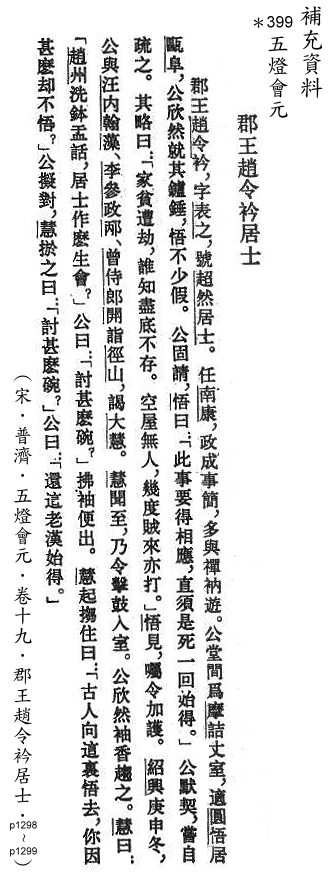 補充資料
＊399
五燈會元
郡王趙令衿居士
郡王趙令衿，字表之，號超然居士。任南康，政成事簡，多與禪衲遊。公堂間爲摩詰丈室，適圓悟居
甌阜，公欣然就其鑪錘，悟不少假。公固請，悟曰：「此事要得相應，直須是死一回始得。」公默契，嘗自
疏之。其略曰：「家貧遭劫，誰知盡底不存。空屋無人，幾度賊來亦打。」悟見，囑令加護。紹興庚申冬，
公與汪內翰藻、李參政邴、曾侍郎開詣徑山，謁大慧。慧聞至，乃令擊鼓入室。公欣然袖香趨之。慧曰：
「趙州洗鉢盂話，居士作麽生會？」公曰：「討甚麽碗？」拂袖便出。慧起搊住曰：「古人向這裏悟去，你因
甚麽却不悟？」公擬對，慧㧞之曰：「討甚麽碗？」公曰：「還這老漢始得。」
（宋．普濟．五燈會元．卷十九．郡王趙令衿居士．p1298～p1299）